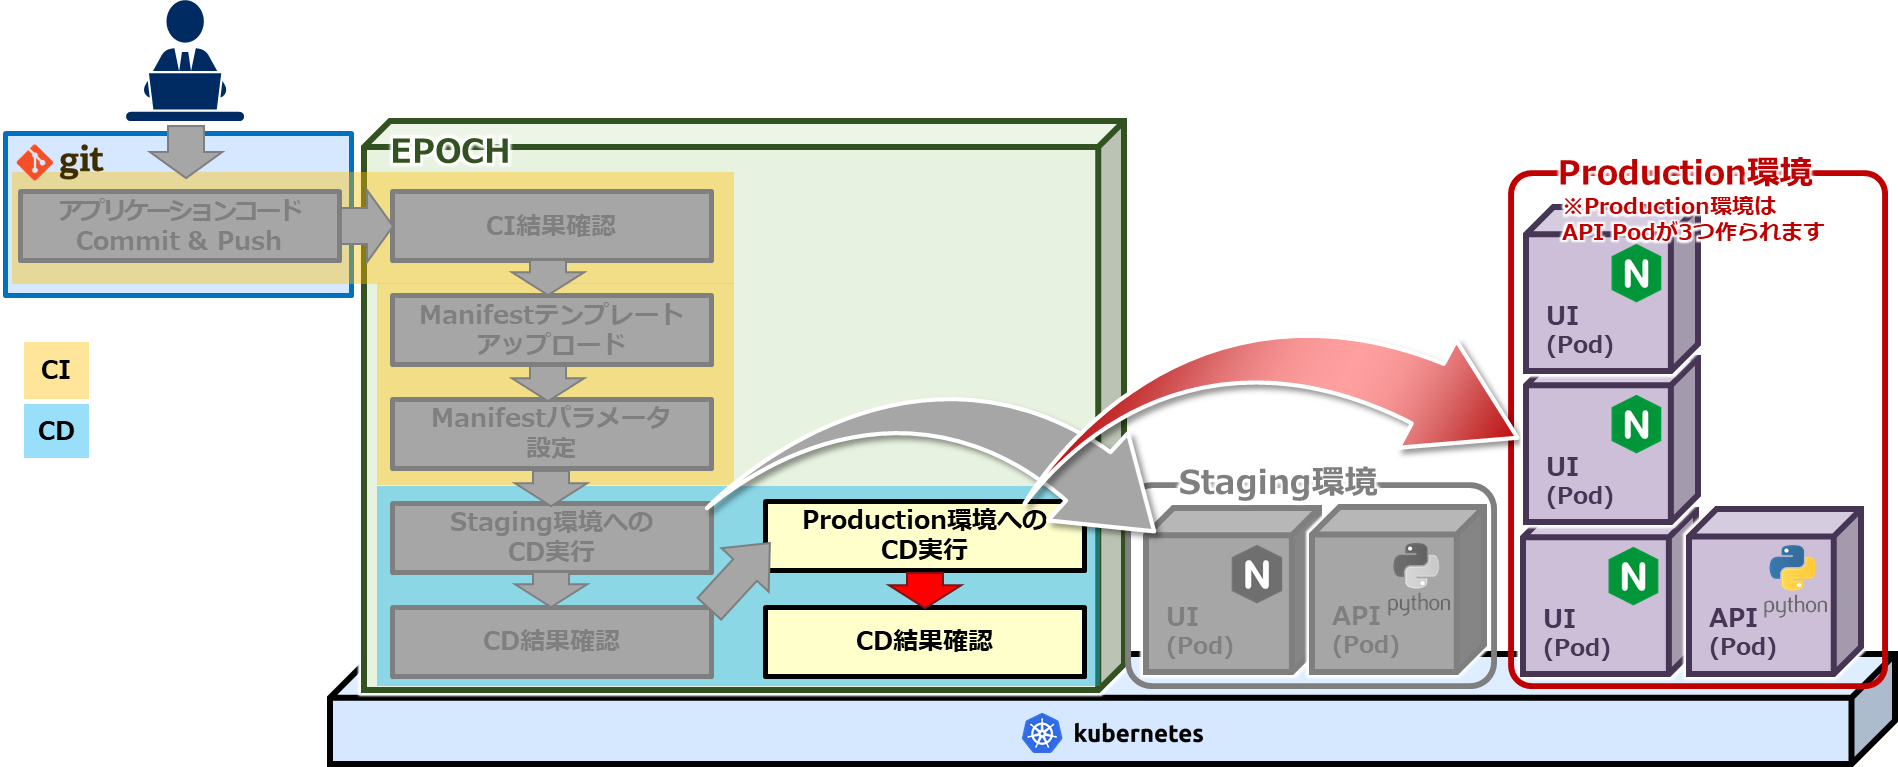 git
アプリケーションコード
Commit & Push
CI
CD
EPOCH
CI結果確認
Manifestテンプレート
アップロード
Manifestパラメータ
設定
Staging環境への
CD実行
CD結果確認
Production環境への
CD実行
CD結果確認
Staging環境
UI
(Pod)
API
(Pod)
python
Production環境
※Production環境は
API Podが3つ作られます
UI
(Pod)
UI
(Pod)
UI
(Pod)
API
(Pod)
python
kubernetes